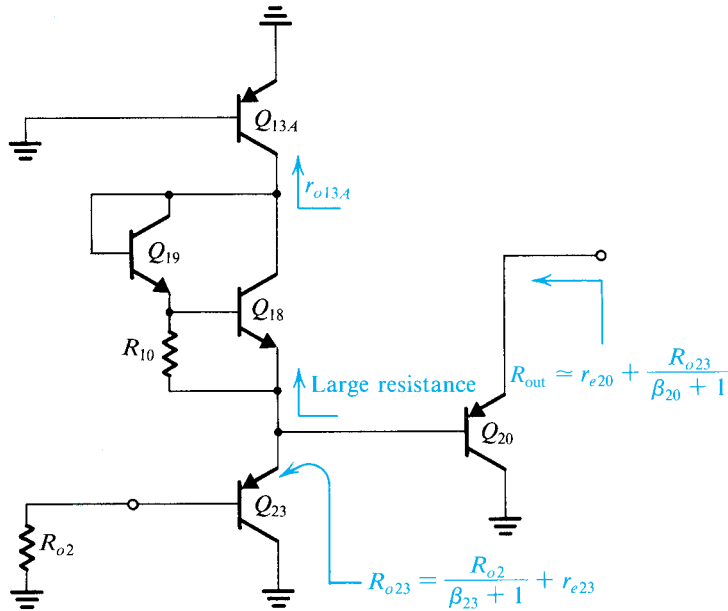 Q13A
ro13A
Q19
Q18
R10
Large resistance
Rout ≃ re20 + Ro23 / (β20 + 1)
Q20
Q23
Ro2
Ro23 = Ro2 / (β23 + 1) + re23